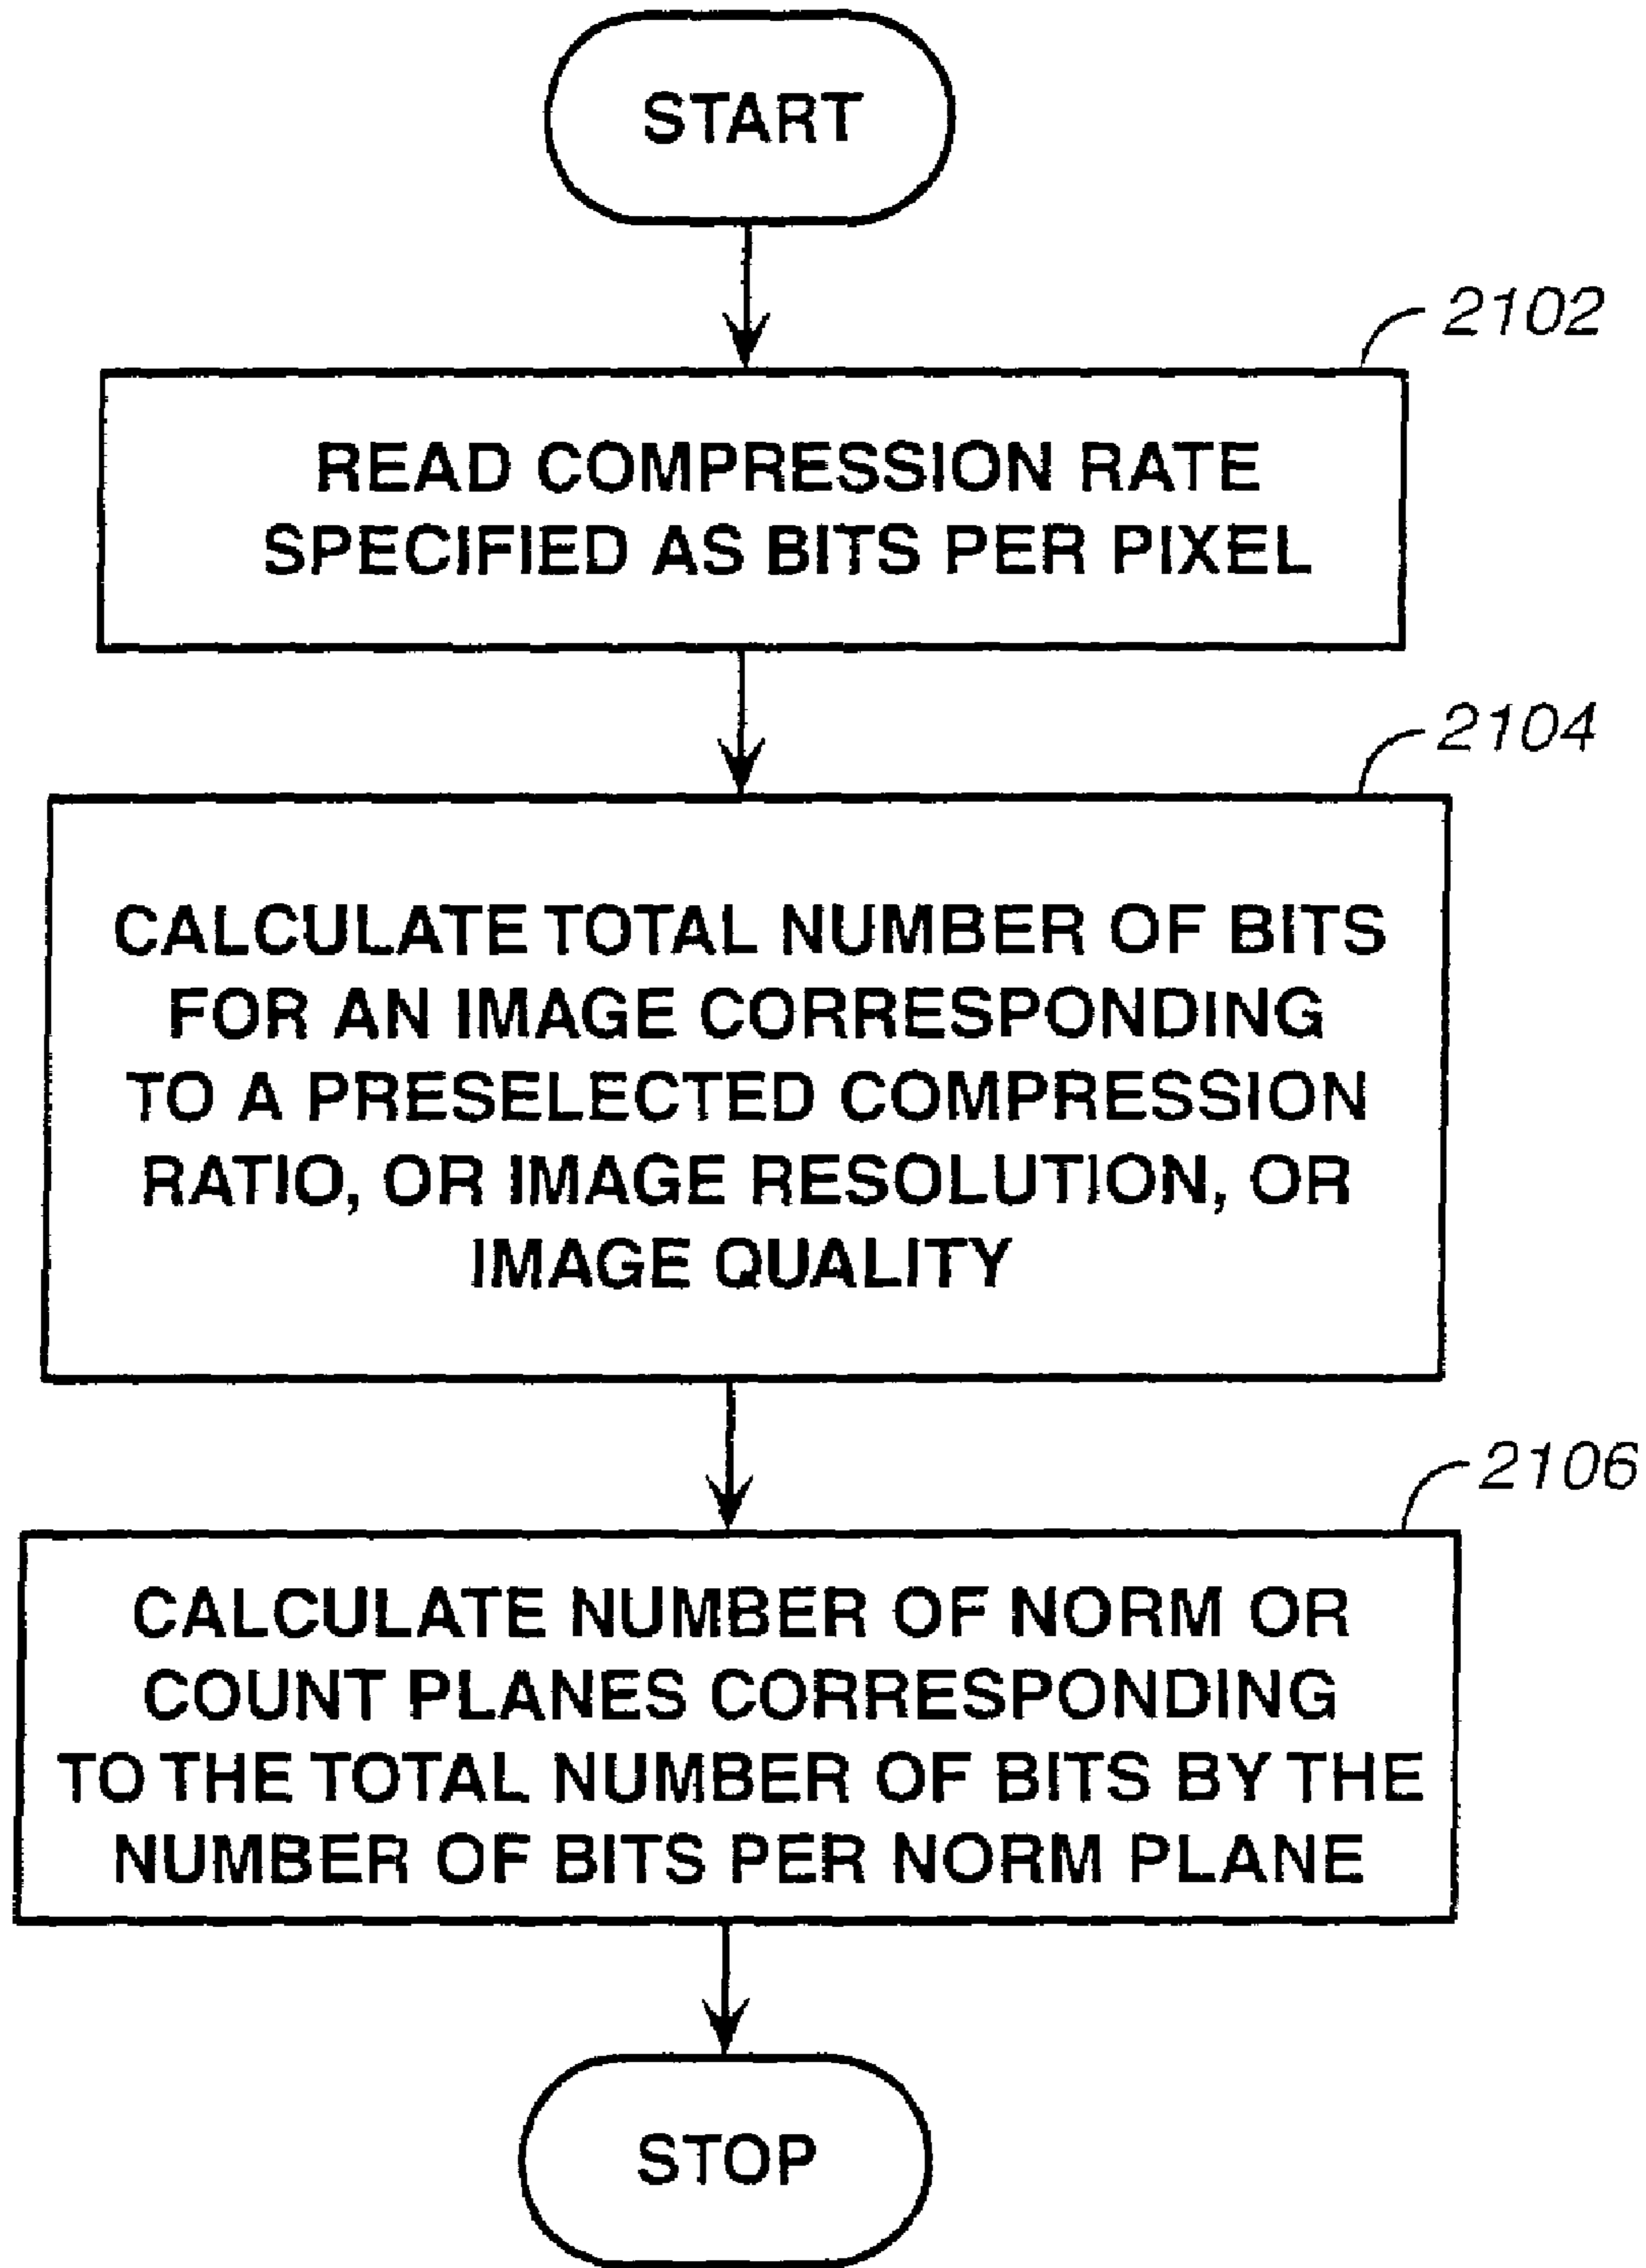 START
2102
READ COMPRESSION RATE
SPECIFIED AS BITS PER PIXEL
2104
CALCULATE TOTAL NUMBER OF BITS
FOR AN IMAGE CORRESPONDING
TO A PRESELECTED COMPRESSION
RATIO, OR IMAGE RESOLUTION, OR
IMAGE QUALITY
2106
CALCULATE NUMBER OF NORM OR
COUNT PLANES CORRESPONDING
TO THE TOTAL NUMBER OF BITS BY THE
NUMBER OF BITS PER NORM PLANE
STOP